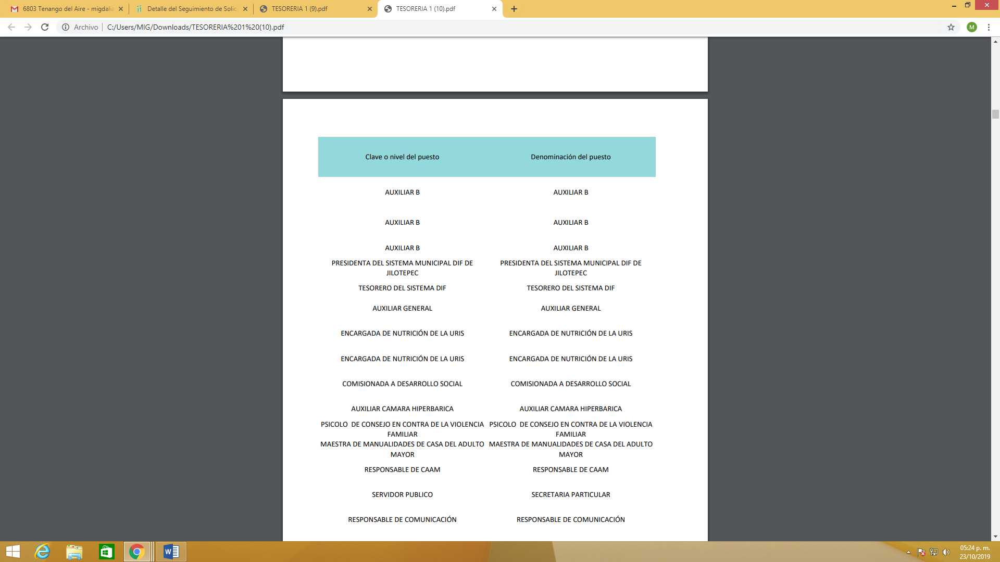 6803 Tenango del Aire - migdalia
Detalle del Seguimiento de Solici
TESORERIA 1 (9).pdf
TESORERIA 1 (10).pdf
Archivo
C:/Users/MIG/Downloads/TESORERIA%201%20(10).pdf
M
Clave o nivel del puesto Denominación del puesto
AUXILIAR B AUXILIAR B
AUXILIAR B AUXILIAR B
AUXILIAR B AUXILIAR B
PRESIDENTA DEL SISTEMA MUNICIPAL DIF DE PRESIDENTA DEL SISTEMA MUNICIPAL DIF DE
JILOTEPEC JILOTEPEC
TESORERO DEL SISTEMA DIF TESORERO DEL SISTEMA DIF
AUXILIAR GENERAL AUXILIAR GENERAL
ENCARGADA DE NUTRICIÓN DE LA URIS ENCARGADA DE NUTRICIÓN DE LA URIS
ENCARGADA DE NUTRICIÓN DE LA URIS ENCARGADA DE NUTRICIÓN DE LA URIS
COMISIONADA A DESARROLLO SOCIAL COMISIONADA A DESARROLLO SOCIAL
AUXILIAR CAMARA HIPERBARICA AUXILIAR CAMARA HIPERBARICA
PSICOLO  DE CONSEJO EN CONTRA DE LA VIOLENCIA PSICOLO  DE CONSEJO EN CONTRA DE LA VIOLENCIA
FAMILIAR FAMILIAR
MAESTRA DE MANUALIDADES DE CASA DEL ADULTO MAESTRA DE MANUALIDADES DE CASA DEL ADULTO
MAYOR MAYOR
RESPONSABLE DE CAAM RESPONSABLE DE CAAM
SERVIDOR PUBLICO SECRETARIA PARTICULAR
RESPONSABLE DE COMUNICACIÓN RESPONSABLE DE COMUNICACIÓN
05:24 p. m.
23/10/2019